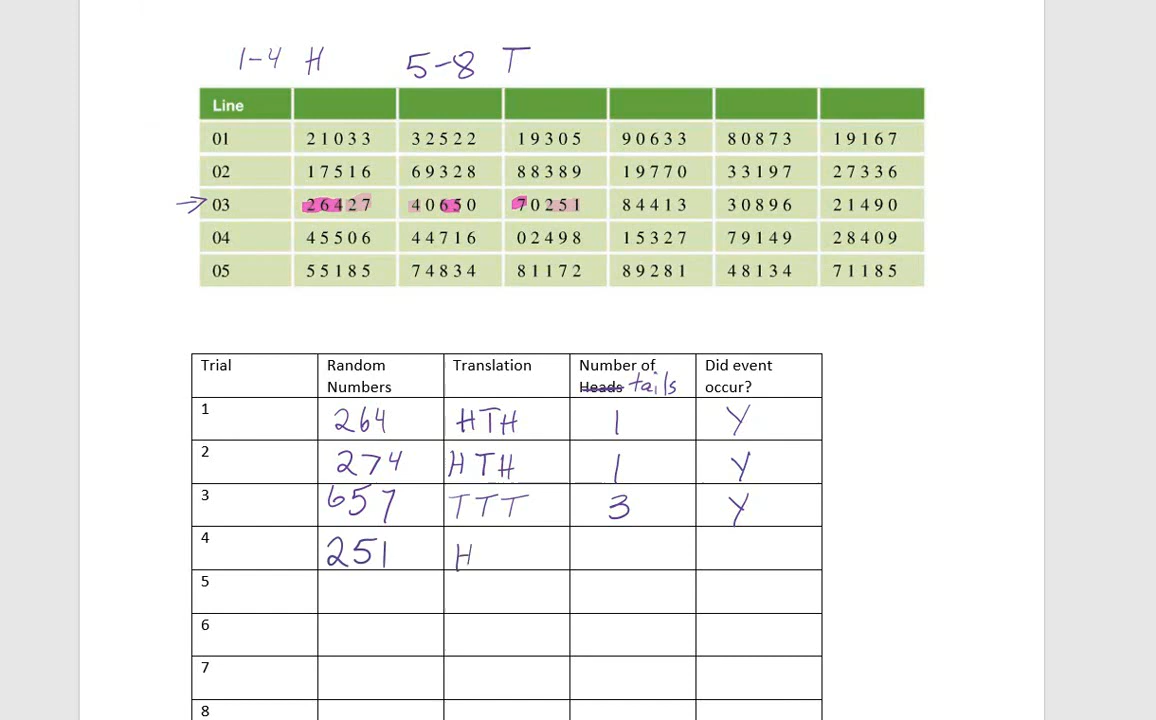 1-4 H 5-8 T
Line
01 21033 32522 19305 90633 80873 19167
02 17516 69328 88389 19770 33197 27336
03 26427 40650 70251 84413 30896 21490
04 45506 44716 02498 15327 79149 28409
05 55185 74834 81172 89281 48134 71185
Trial Random Translation Number of Did event
Numbers Heads tails occur?
1 264 HTH 1 Y
2 274 HTH 1 Y
3 657 TTT 3 Y
4 251 H
5
6
7
8